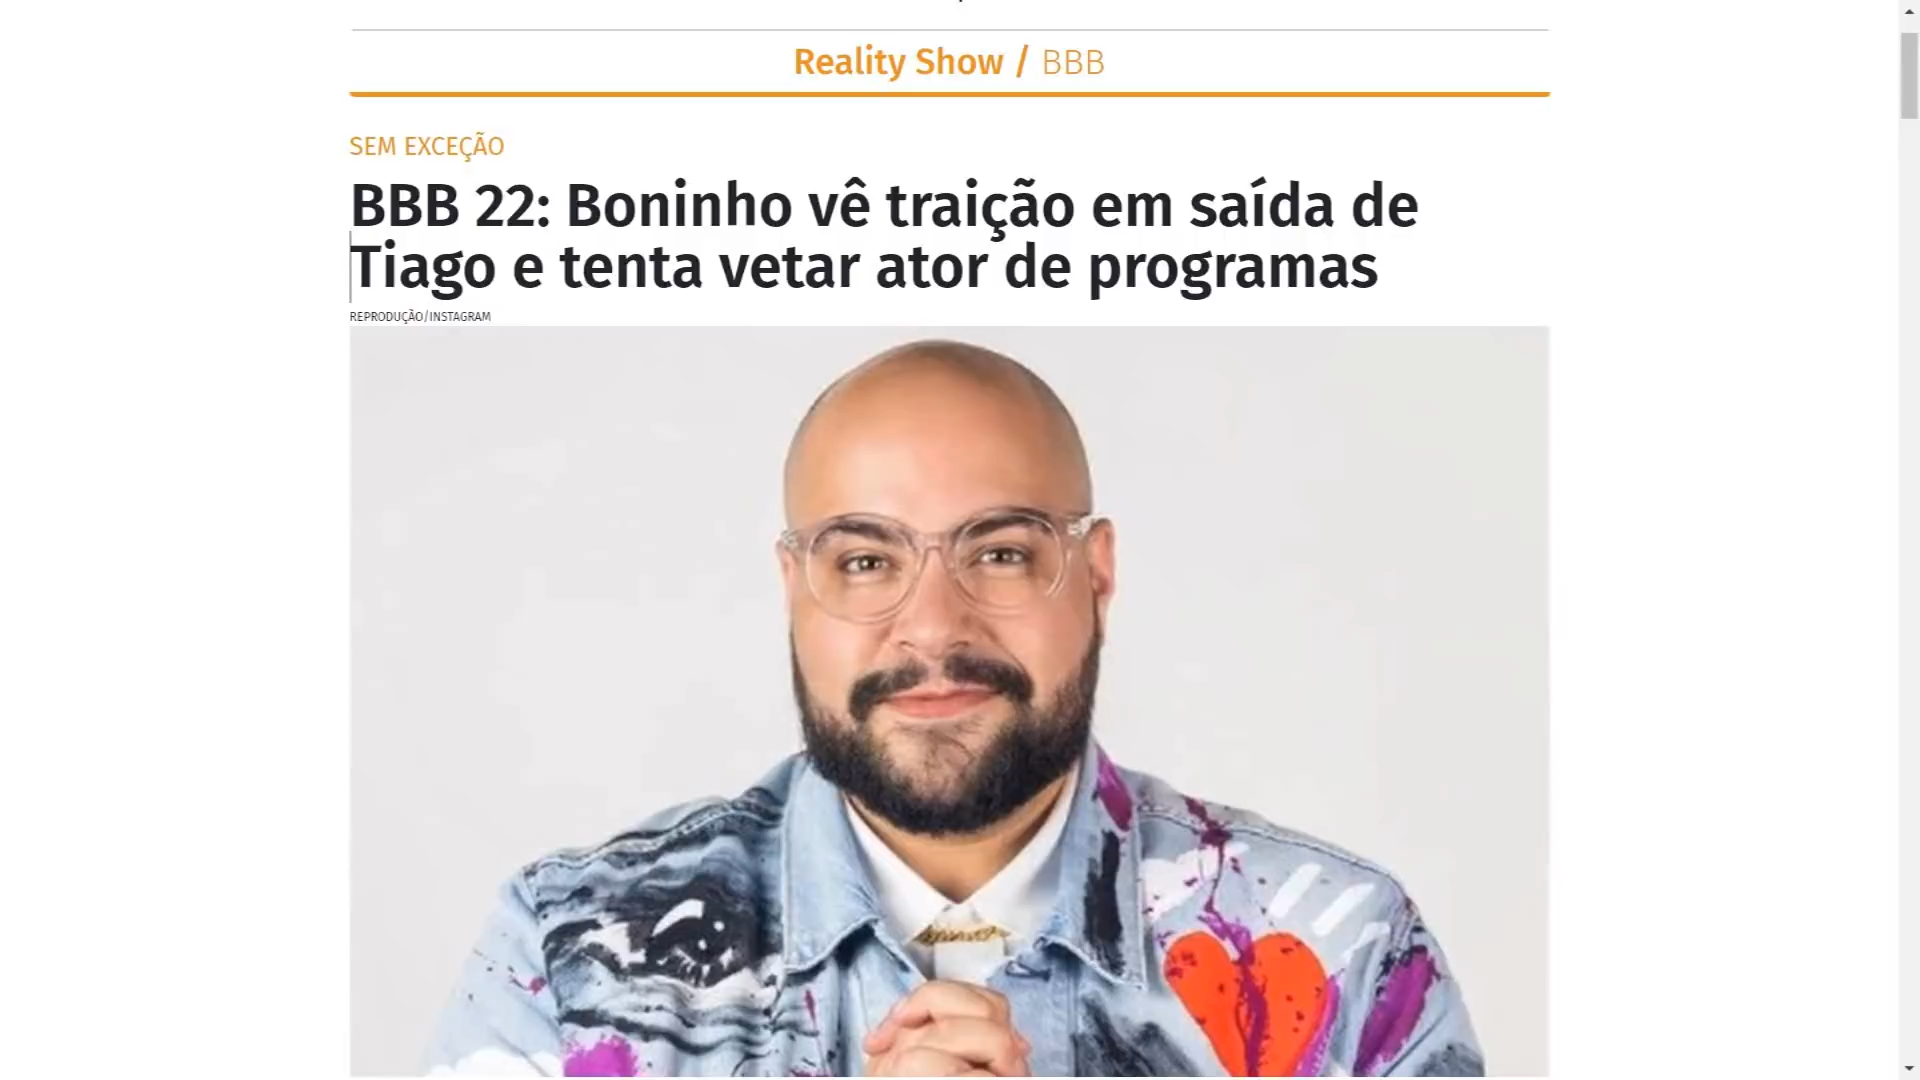 Reality Show / BBB
SEM EXCEÇÃO
BBB 22: Boninho vê traição em saída de
Tiago e tenta vetar ator de programas
REPRODUÇÃO/INSTAGRAM